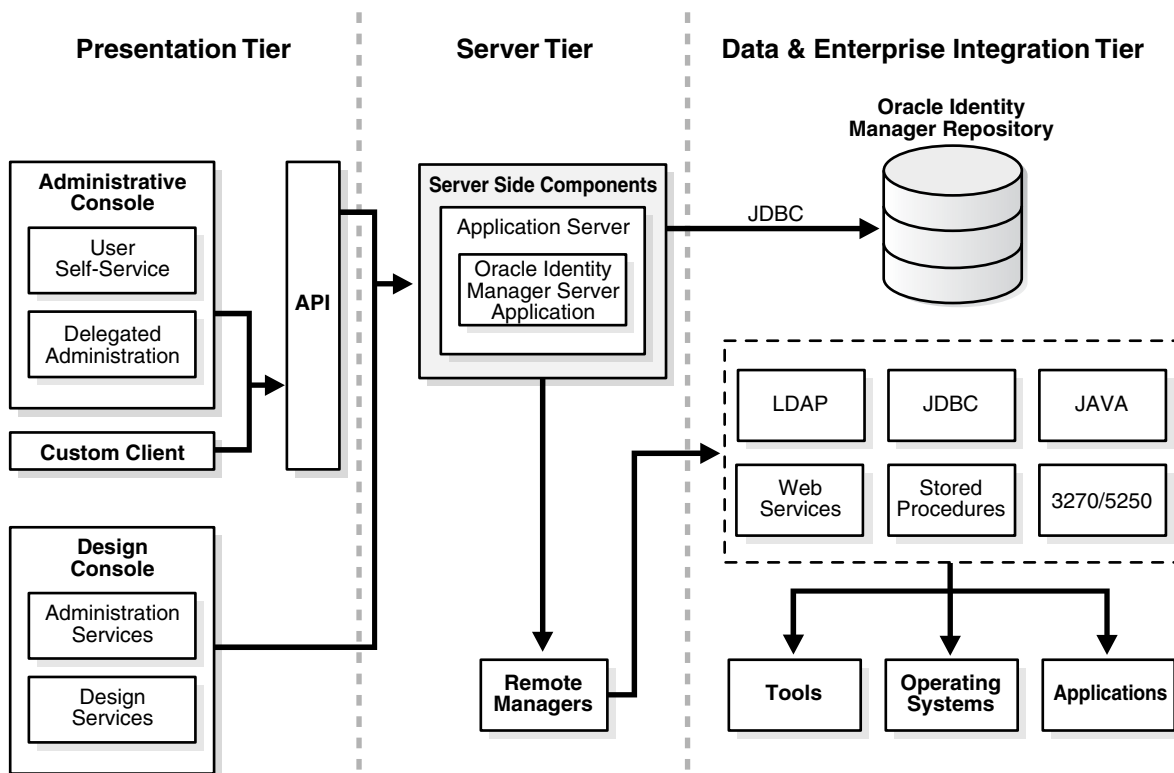 Presentation Tier
Server Tier
Data & Enterprise Integration Tier
Administrative
Console
User
Self-Service
Delegated
Administration
Custom Client
API
Design
Console
Administration
Services
Design
Services
Server Side Components
Application Server
Oracle Identity
Manager Server
Application
Remote
Managers
JDBC
Oracle Identity
Manager Repository
LDAP
JDBC
JAVA
Web
Services
Stored
Procedures
3270/5250
Tools
Operating
Systems
Applications